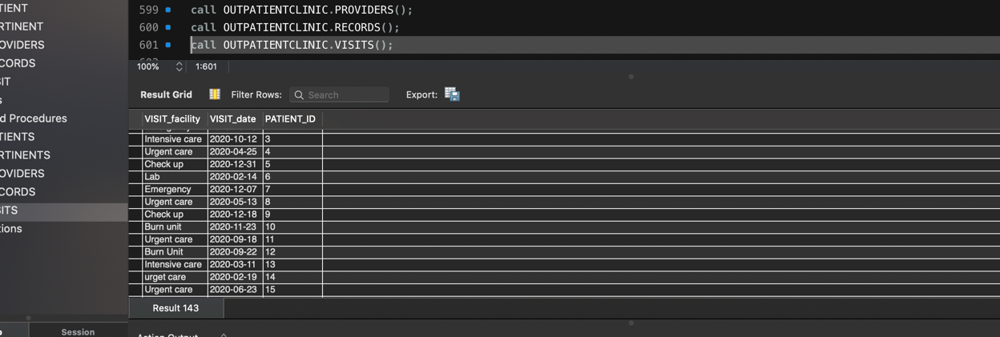 TIENT
RTINENT
OVIDERS
CORDS
SIT
s
d Procedures
TIENTS
RTINENTS
OVIDERS
CORDS
SITS
tions
Session
599 call OUTPATIENTCLINIC.PROVIDERS();
600 call OUTPATIENTCLINIC.RECORDS();
601 call OUTPATIENTCLINIC.VISITS();
100% 1:601
Result Grid Filter Rows: Search Export:
VISIT_facility VISIT_date PATIENT_ID
Intensive care 2020-10-12 3
Urgent care 2020-04-25 4
Check up 2020-12-31 5
Lab 2020-02-14 6
Emergency 2020-12-07 7
Urgent care 2020-05-13 8
Check up 2020-12-18 9
Burn unit 2020-11-23 10
Urgent care 2020-09-18 11
Burn Unit 2020-09-22 12
Intensive care 2020-03-11 13
urget care 2020-02-19 14
Urgent care 2020-06-23 15
Result 143
Action Output